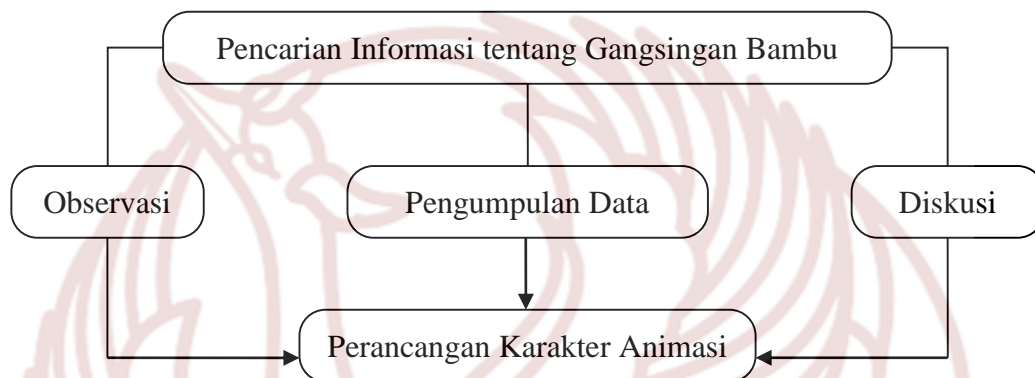 Pencarian Informasi tentang Gangsingan Bambu
Observasi
Pengumpulan Data
Diskusi
Perancangan Karakter Animasi